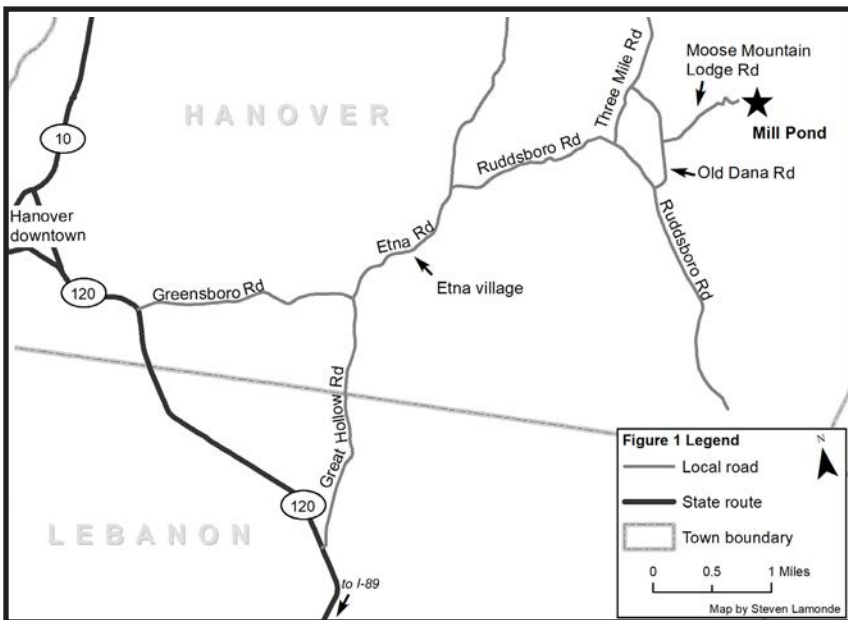 HANOVER
10
Hanover
downtown
120
Greensboro Rd
Etna Rd
Etna village
Ruddsboro Rd
Three Mile Rd
Moose Mountain
Lodge Rd
Mill Pond
Old Dana Rd
Ruddsboro Rd
Great Hollow Rd
120
LEBANON
to I-89
Figure 1 Legend
N
Local road
State route
Town boundary
0 0.5 1 Miles
Map by Steven Lamonde